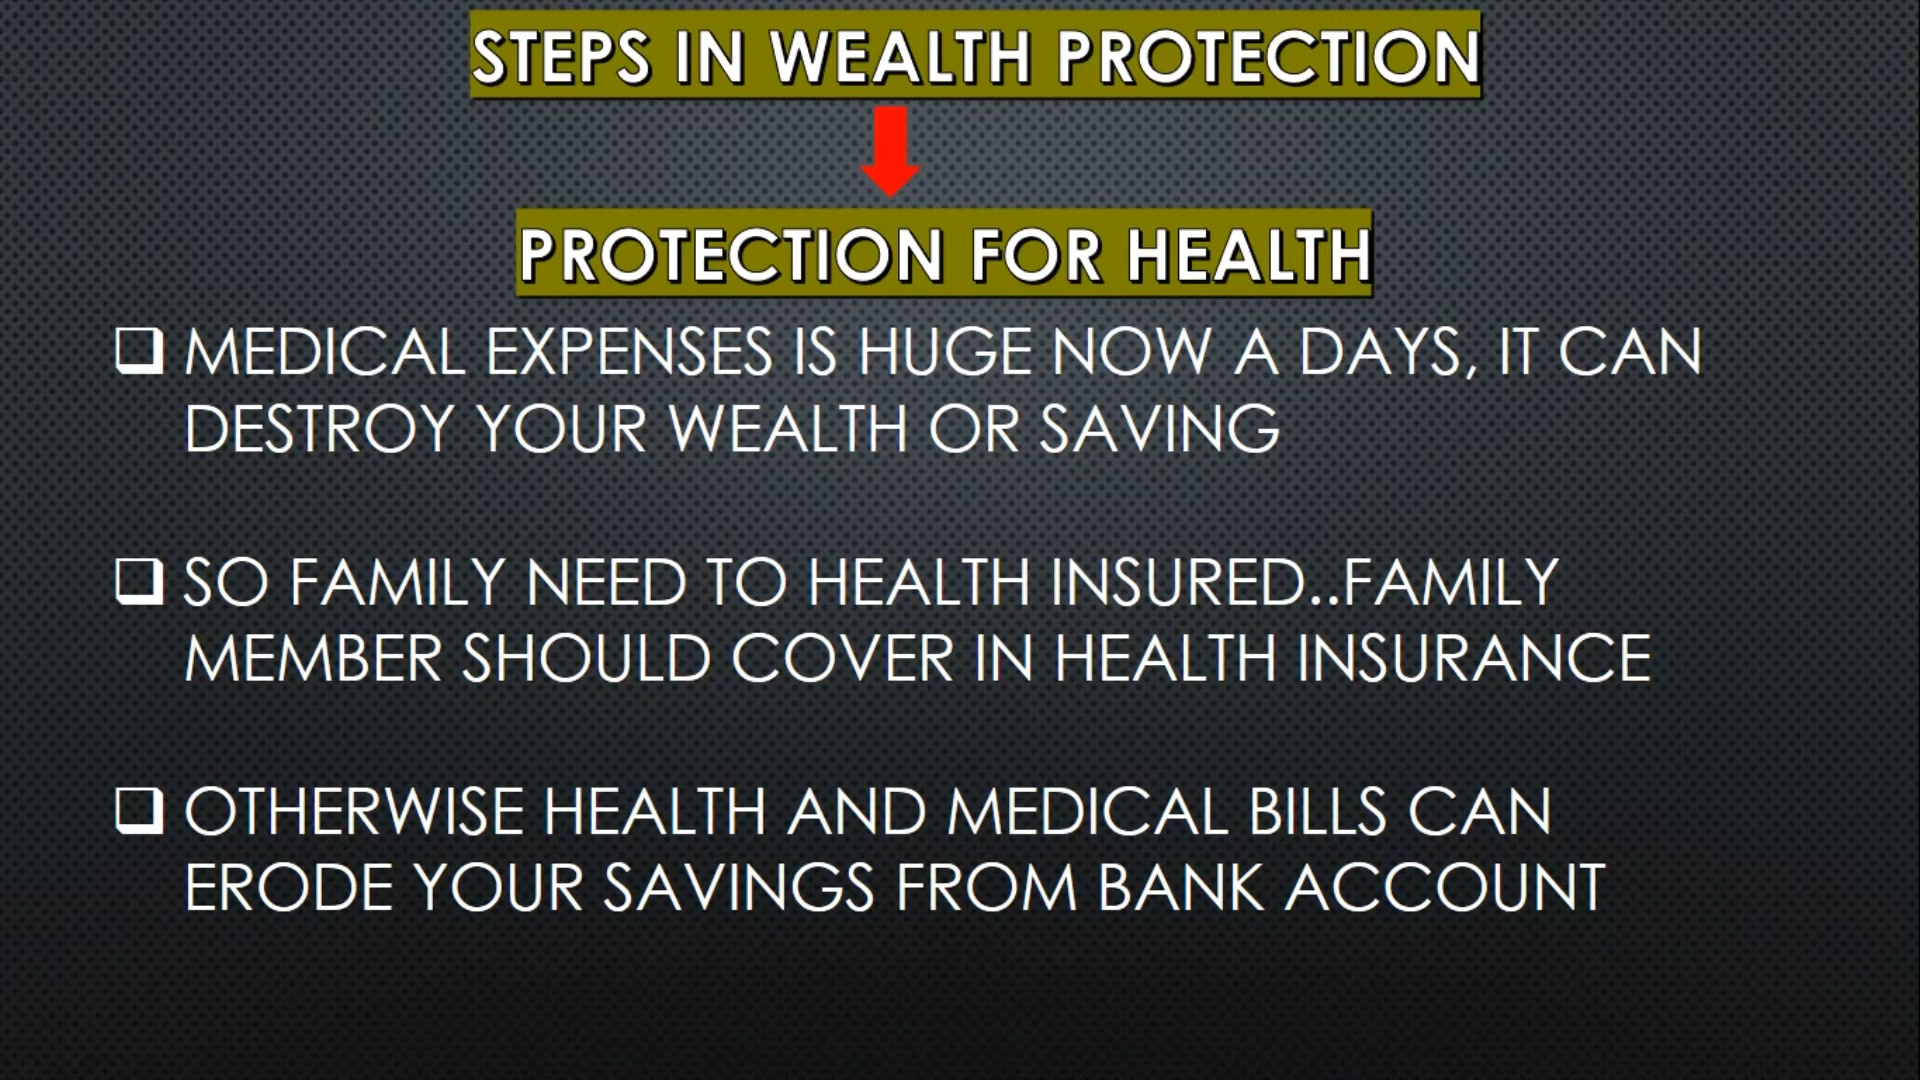 STEPS IN WEALTH PROTECTION
PROTECTION FOR HEALTH
MEDICAL EXPENSES IS HUGE NOW A DAYS, IT CAN
DESTROY YOUR WEALTH OR SAVING
SO FAMILY NEED TO HEALTH INSURED..FAMILY
MEMBER SHOULD COVER IN HEALTH INSURANCE
OTHERWISE HEALTH AND MEDICAL BILLS CAN
ERODE YOUR SAVINGS FROM BANK ACCOUNT